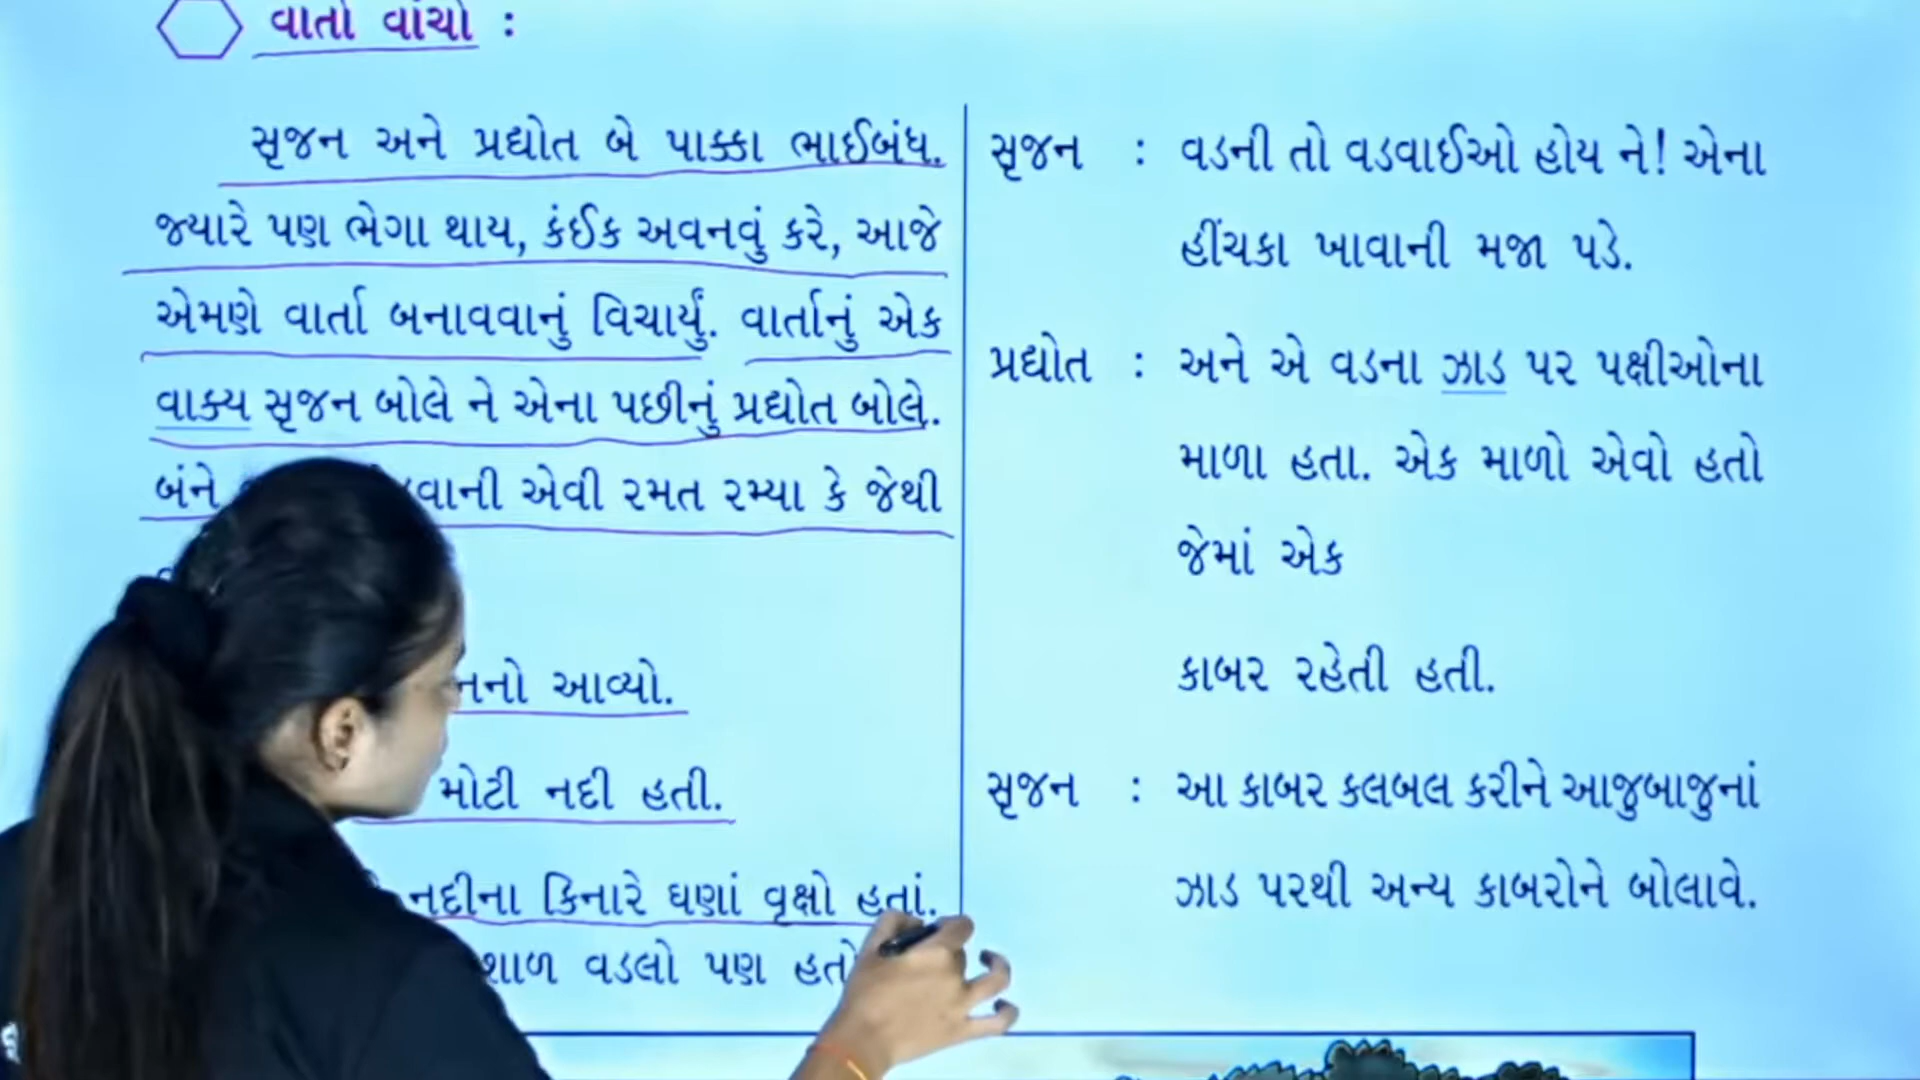 વાર્તા વાંચો :
સૃજન અને પ્રદ્યોત બે પાક્કા ભાઈબંધ.
જ્યારે પણ ભેગા થાય, કંઈક અવનવું કરે, આજે
એમણે વાર્તા બનાવવાનું વિચાર્યું. વાર્તાનું એક
વાક્ય સૃજન બોલે ને એના પછીનું પ્રદ્યોત બોલે.
બંને એવી રમત રમ્યા કે જેથી
આવ્યો.
મોટી નદી હતી.
નદીના કિનારે ઘણાં વૃક્ષો હતાં.
વડલો પણ
સૃજન : વડની તો વડવાઈઓ હોય ને! એના
હીંચકા ખાવાની મજા પડે.
પ્રદ્યોત : અને એ વડના ઝાડ પર પક્ષીઓના
માળા હતા. એક માળો એવો હતો
જેમાં એક
કાબર રહેતી હતી.
સૃજન : આ કાબર કલબલ કરીને આજુબાજુનાં
ઝાડ પરથી અન્ય કાબરોને બોલાવે.